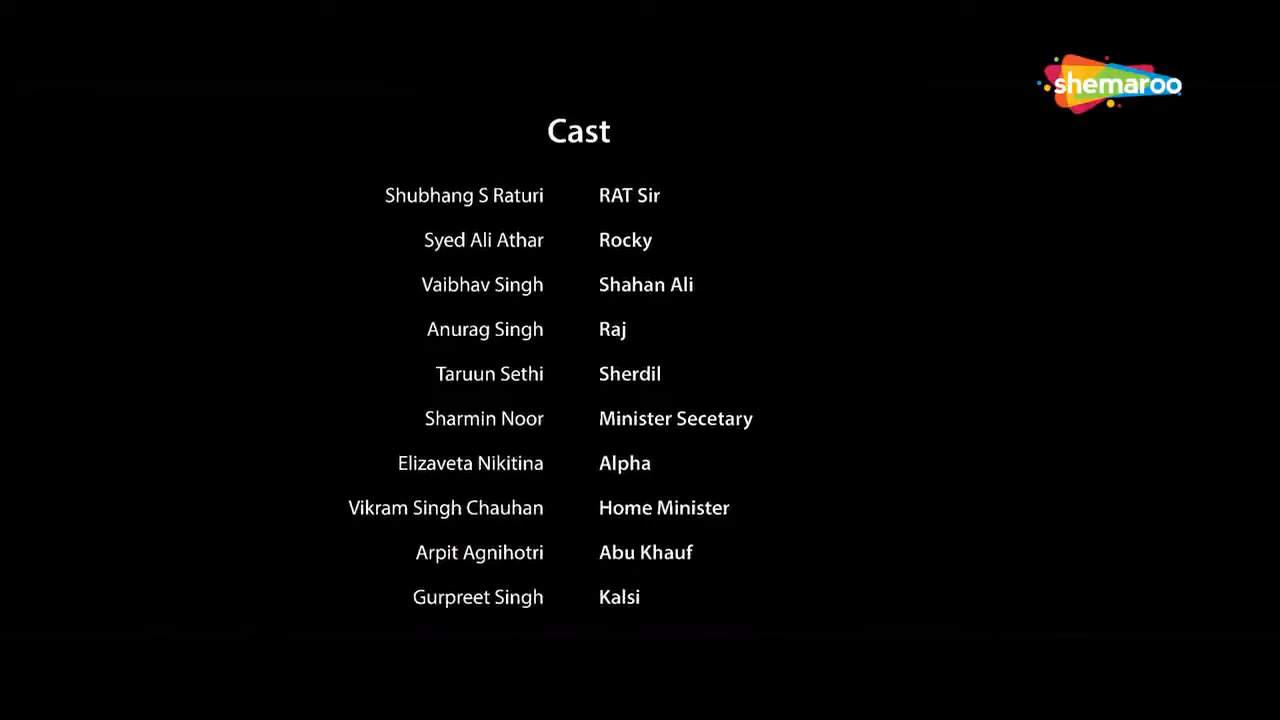 shemaroo
Cast
Shubhang S Raturi RAT Sir
Syed Ali Athar Rocky
Vaibhav Singh Shahan Ali
Anurag Singh Raj
Taruun Sethi Sherdil
Sharmin Noor Minister Secetary
Elizaveta Nikitina Alpha
Vikram Singh Chauhan Home Minister
Arpit Agnihotri Abu Khauf
Gurpreet Singh Kalsi